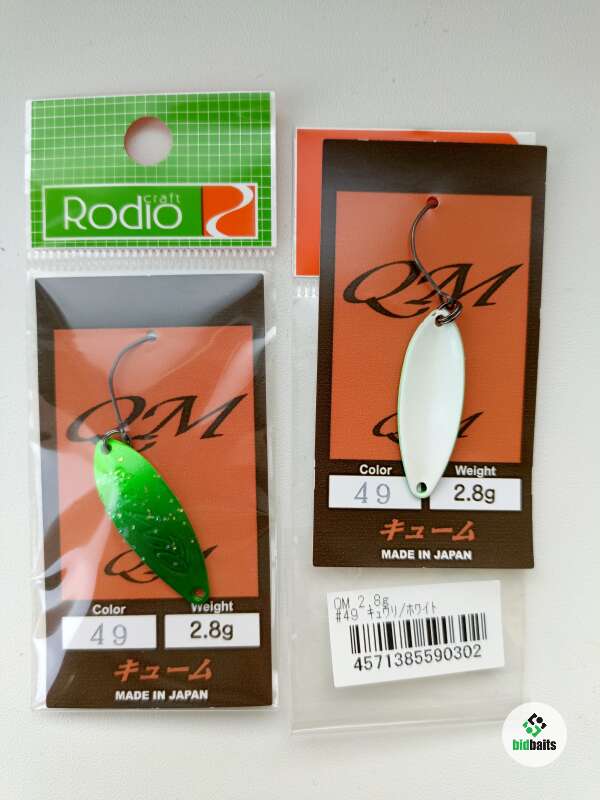 craft
Rodio
QM
QM
Color
Weight
49
2.8g
キューム
MADE IN JAPAN
QM
QM
Color
Weight
49
2.8g
キューム
MADE IN JAPAN
QM 2.8g
#49 キュウリ/ホワイト
4571385590302
bidbaits